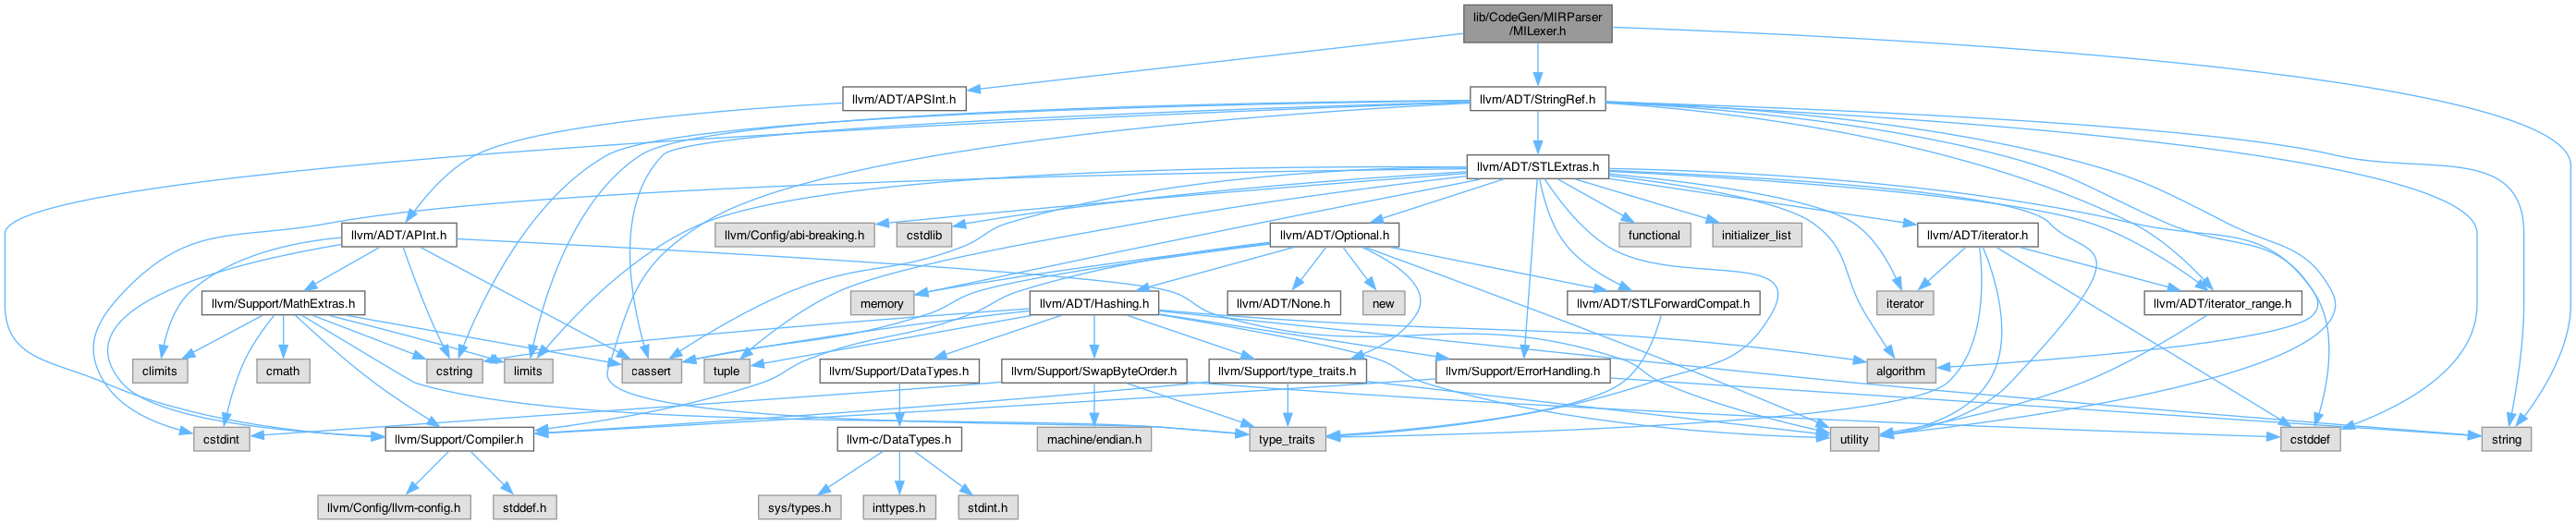 lib/CodeGen/MIRParser
/MILexer.h
llvm/ADT/APSInt.h
llvm/ADT/StringRef.h
llvm/ADT/STLExtras.h
llvm/ADT/APInt.h
llvm/Config/abi-breaking.h
cstdlib
llvm/ADT/Optional.h
functional
initializer_list
llvm/ADT/iterator.h
llvm/Support/MathExtras.h
memory
llvm/ADT/Hashing.h
llvm/ADT/None.h
new
llvm/ADT/STLForwardCompat.h
iterator
llvm/ADT/iterator_range.h
climits
cmath
cstring
limits
cassert
tuple
llvm/Support/DataTypes.h
llvm/Support/SwapByteOrder.h
llvm/Support/type_traits.h
llvm/Support/ErrorHandling.h
algorithm
cstdint
llvm/Support/Compiler.h
llvm-c/DataTypes.h
machine/endian.h
type_traits
utility
cstddef
string
llvm/Config/llvm-config.h
stddef.h
sys/types.h
inttypes.h
stdint.h